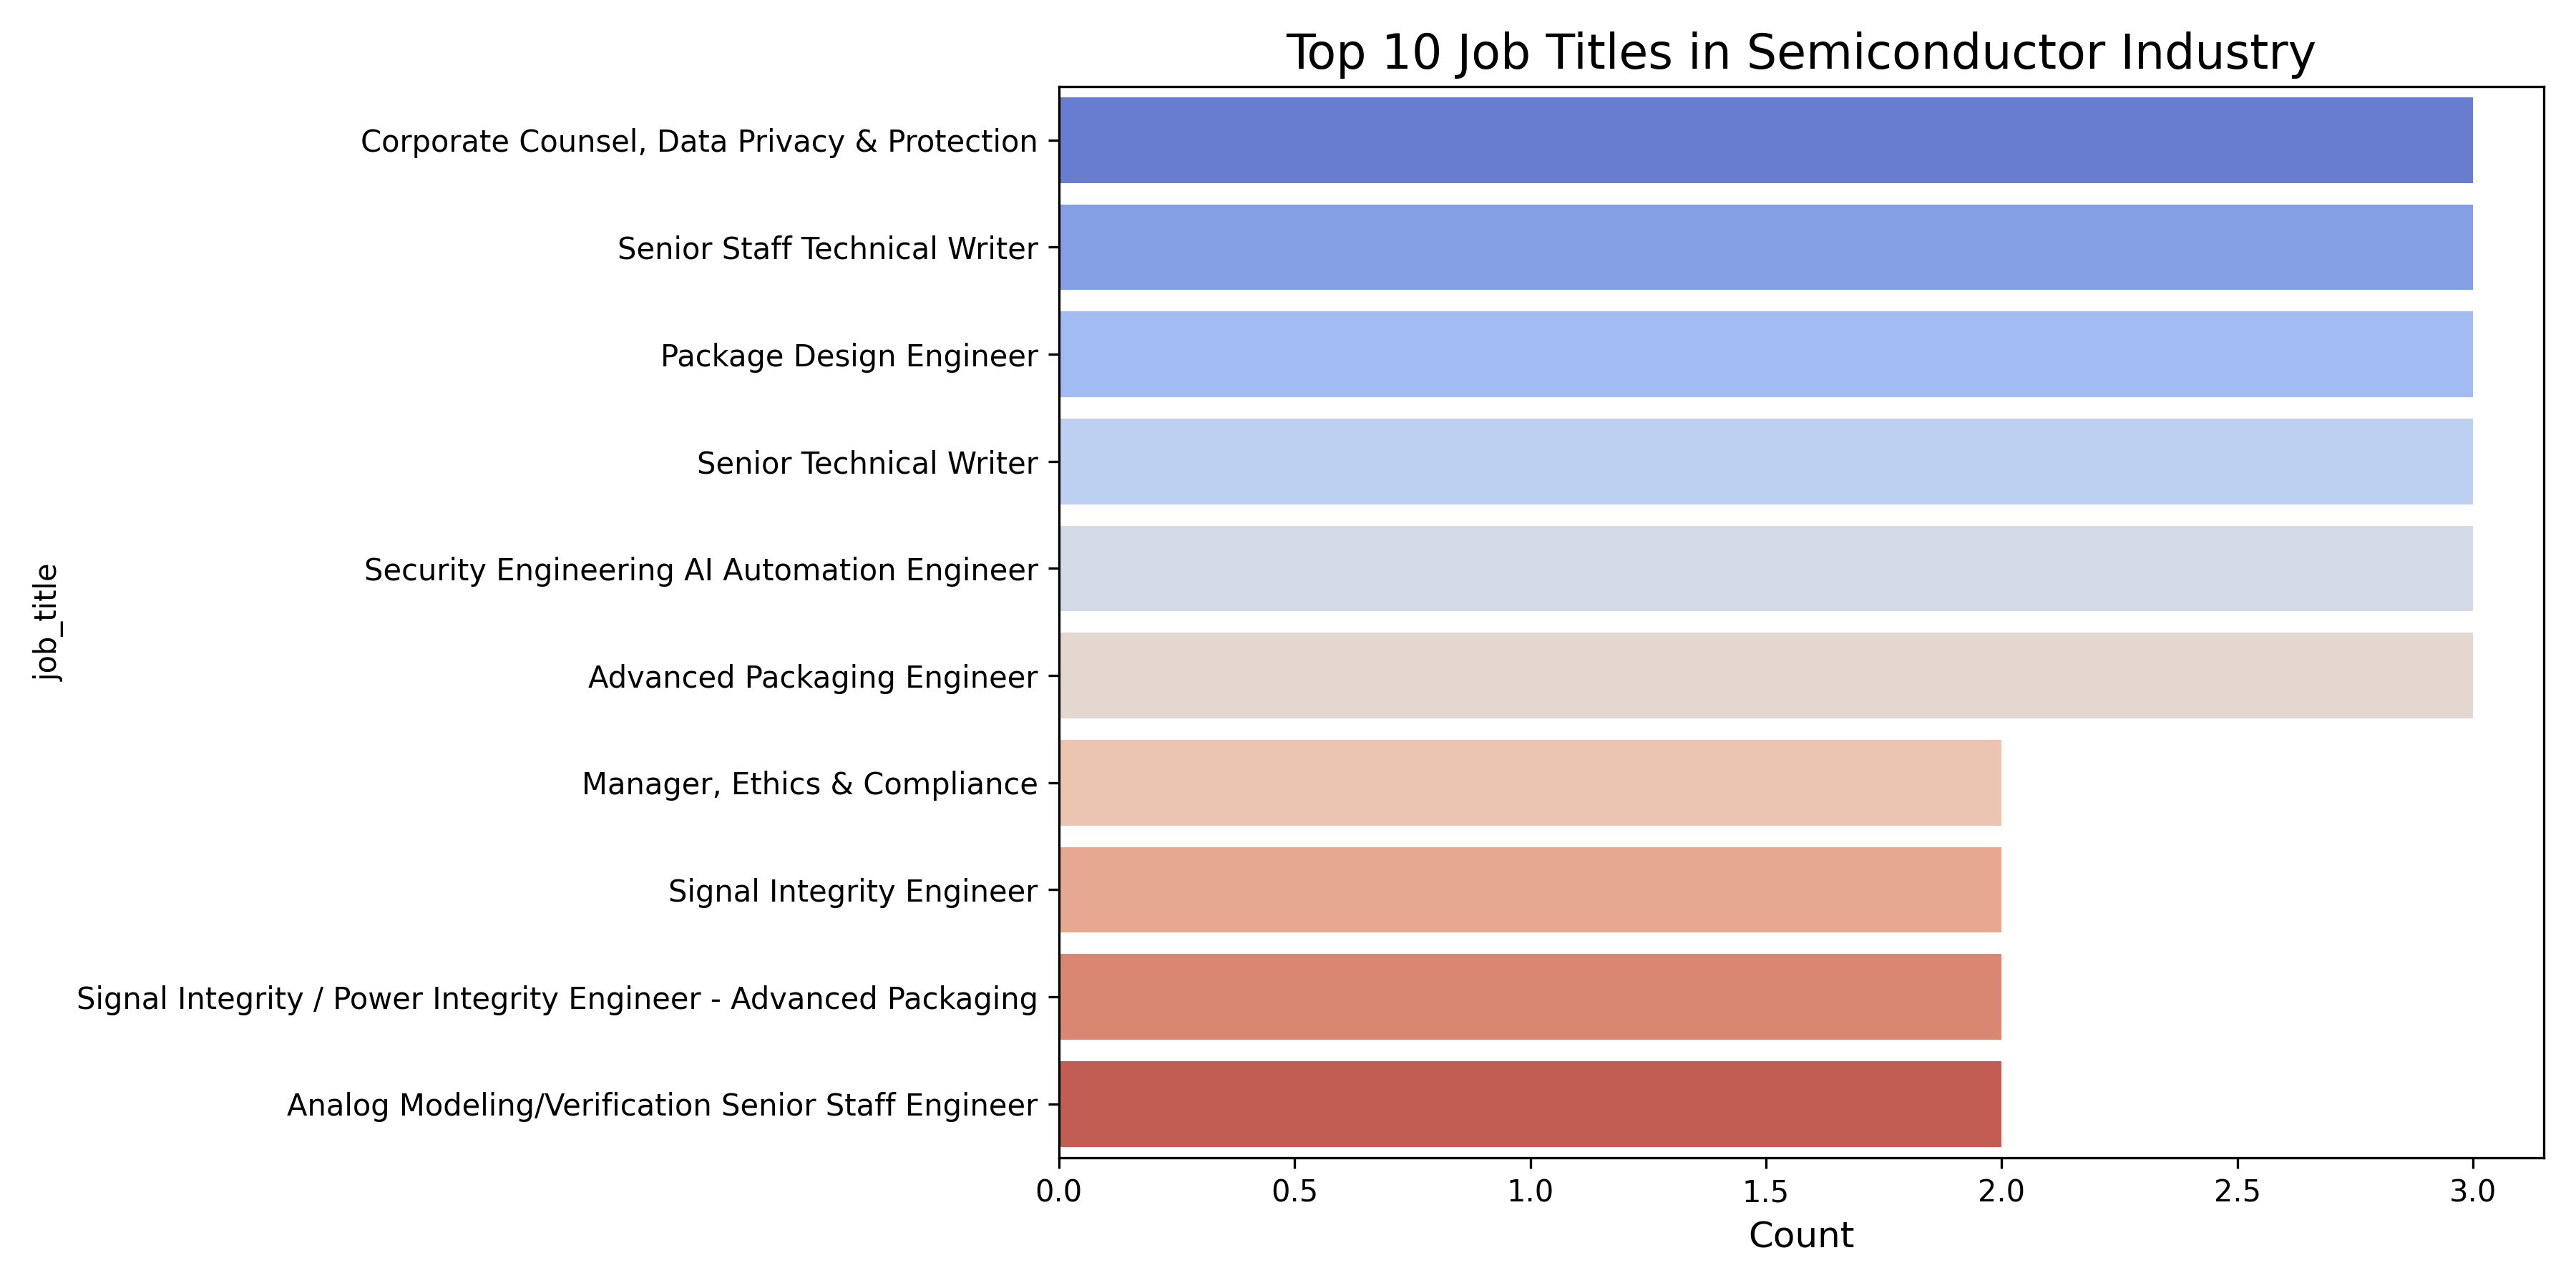 Top 10 Job Titles in Semiconductor Industry
Corporate Counsel, Data Privacy & Protection
Senior Staff Technical Writer
Package Design Engineer
Senior Technical Writer
Security Engineering AI Automation Engineer
Advanced Packaging Engineer
Manager, Ethics & Compliance
Signal Integrity Engineer
Signal Integrity / Power Integrity Engineer - Advanced Packaging
Analog Modeling/Verification Senior Staff Engineer
job_title
0.0 0.5 1.0 1.5 2.0 2.5 3.0
Count